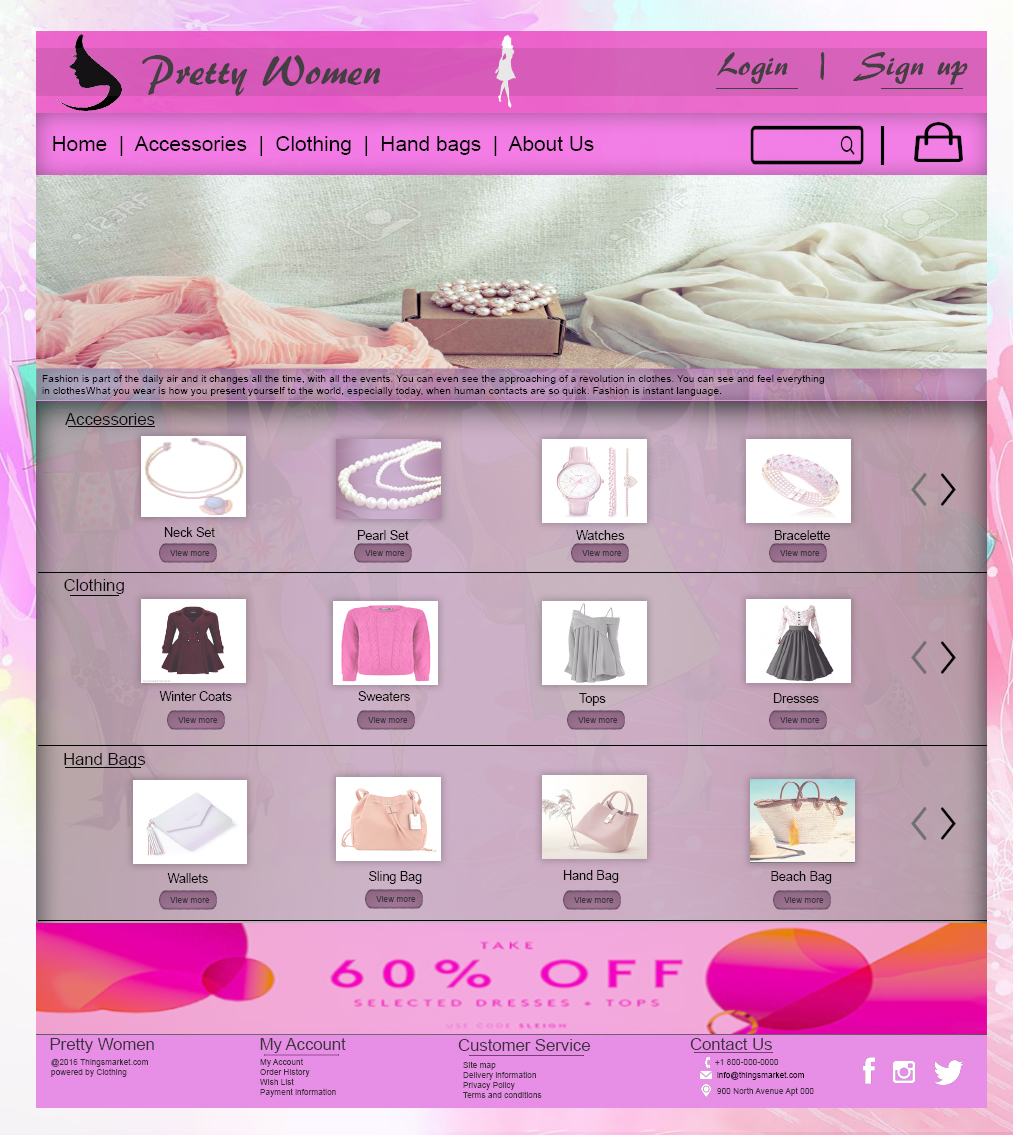 Pretty Women
Login | Sign up
Home | Accessories | Clothing | Hand bags | About Us
123RF
Fashion is part of the daily air and it changes all the time, with all the events. You can even see the approaching of a revolution in clothes. You can see and feel everything
in clothesWhat you wear is how you present yourself to the world, especially today, when human contacts are so quick. Fashion is instant language.
Accessories
Neck Set
Pearl Set
Watches
Bracelette
View more
View more
View more
View more
Clothing
Winter Coats
Sweaters
Tops
Dresses
View more
View more
View more
View more
Hand Bags
Wallets
Sling Bag
Hand Bag
Beach Bag
View more
View more
View more
View more
TAKE
60% OFF
SELECTED DRESSES + TOPS
USE CODE SLEIGH
Pretty Women
@2016 Thingsmarket.com
powered by Clothing
My Account
My Account
Order History
Wish List
Payment Information
Customer Service
Site map
Delivery Information
Privacy Policy
Terms and conditions
Contact Us
+1 800-000-0000
Info@thingsmarket.com
900 North Avenue Apt 000